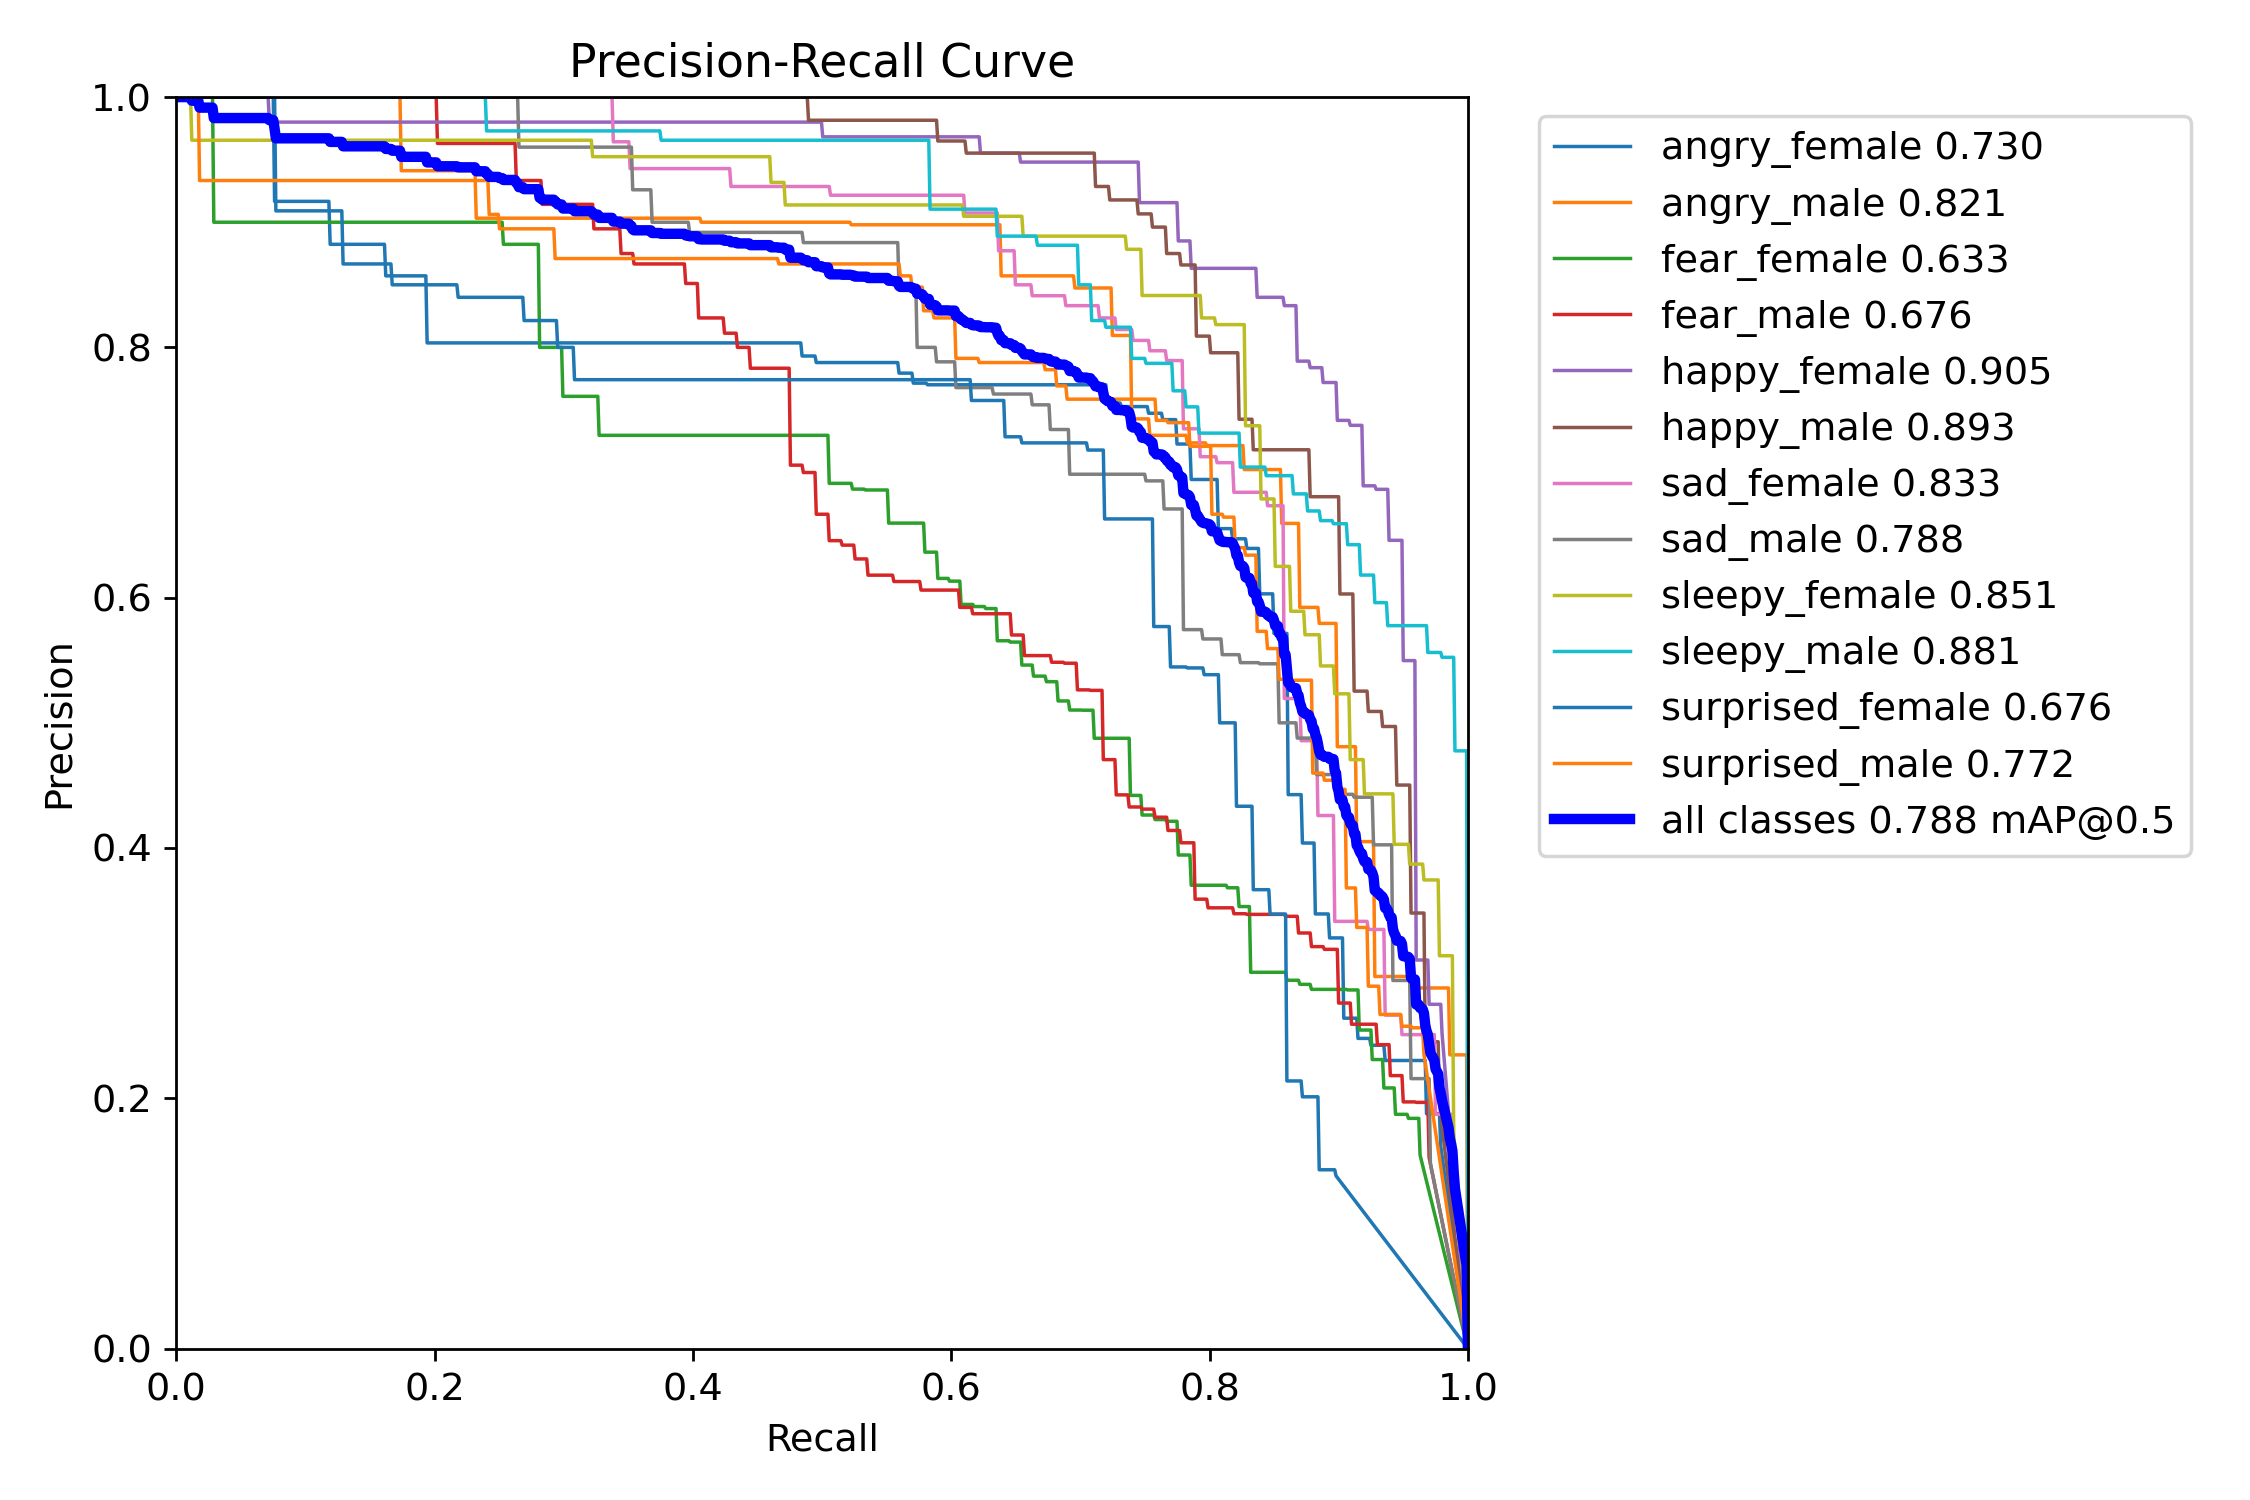 Precision-Recall Curve
1.0
0.8
0.6
0.4
0.2
0.0
Precision
0.0 0.2 0.4 0.6 0.8 1.0
Recall
angry_female 0.730
angry_male 0.821
fear_female 0.633
fear_male 0.676
happy_female 0.905
happy_male 0.893
sad_female 0.833
sad_male 0.788
sleepy_female 0.851
sleepy_male 0.881
surprised_female 0.676
surprised_male 0.772
all classes 0.788 mAP@0.5